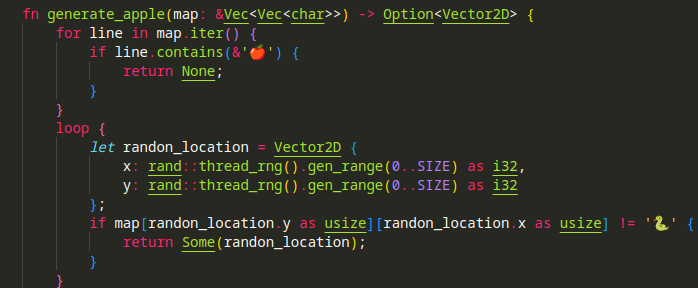 fn generate_apple(map: &Vec<Vec<char>>) -> Option<Vector2D> {
    for line in map.iter() {
        if line.contains(&'🍎') {
            return None;
        }
    }
    loop {
        let randon_location = Vector2D {
            x: rand::thread_rng().gen_range(0..SIZE) as i32,
            y: rand::thread_rng().gen_range(0..SIZE) as i32
        };
        if map[randon_location.y as usize][randon_location.x as usize] != '🐍' {
            return Some(randon_location);
        }
    }